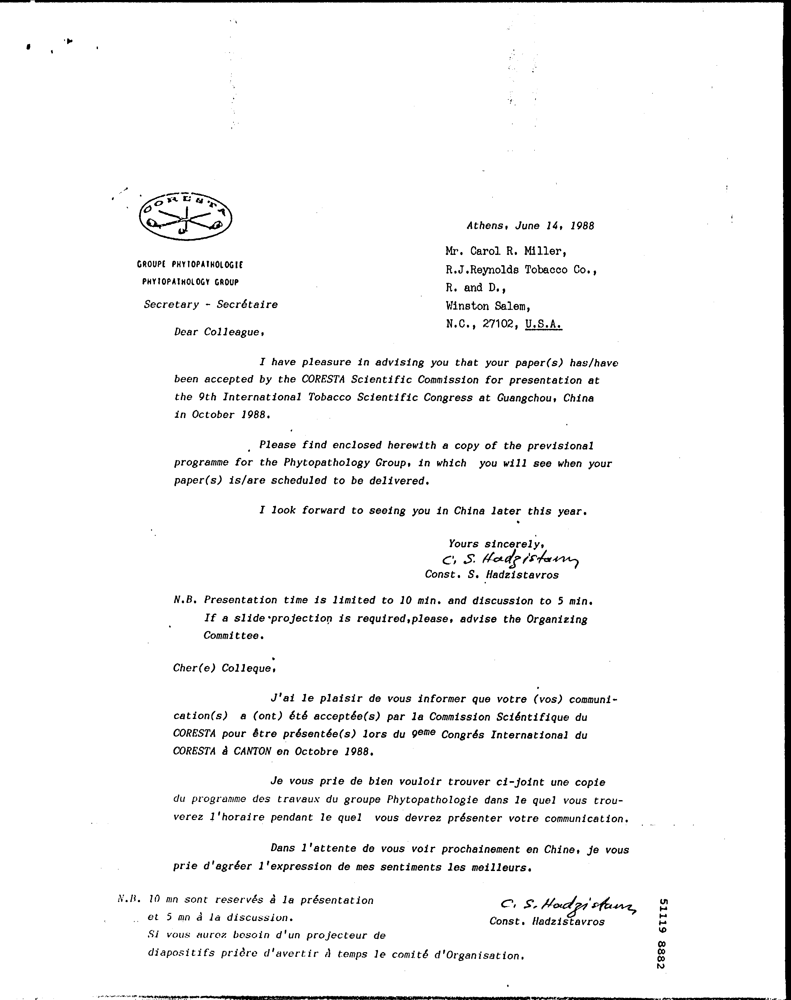 CORESTA
Athens, June 14, 1988
Mr. Carol R. Miller,
GROUPE PHYTOPATHOLOGIE
R.J.Reynolds Tobacco Co.,
PHYTOPATHOLOGY GROUP
R. and D.,
Secretary - Secrétaire
Winston Salem,
N.C., 27102, U.S.A.
Dear Colleague,
I have pleasure in advising you that your paper(s) has/have
been accepted by the CORESTA Scientific Commission for presentation at
the 9th International Tobacco Scientific Congress at Guangchou, China
in October 1988.
Please find enclosed herewith a copy of the previsional
programme for the Phytopathology Group, in which you will see when your
paper(s) is/are scheduled to be delivered.
I look forward to seeing you in China later this year.
Yours sincerely,
C. S. Hadzistavros
Const. S. Hadzistavros
N.B. Presentation time is limited to 10 min. and discussion to 5 min.
If a slide projection is required,please, advise the Organizing
Committee.
Cher(e) Colleque,
J'ai le plaisir de vous informer que votre (vos) communi-
cation(s) a (ont) été acceptée(s) par la Commission Sciéntifique du
CORESTA pour être présentée(s) lors du 9eme Congrés International du
CORESTA à CANTON en Octobre 1988.
Je vous prie de bien vouloir trouver ci-joint une copie
du programme des travaux du groupe Phytopathologie dans le quel vous trou-
verez l'horaire pendant le quel vous devrez présenter votre communication.
Dans l'attente de vous voir prochainement en Chine, je vous
prie d'agréer l'expression de mes sentiments les meilleurs.
N.B. 10 mn sont reservés à la présentation
et 5 mn à la discussion.
C. S. Hadzistavros
Const. Hadzistavros
Si vous aurez besoin d'un projecteur de
diapositifs prière d'avertir à temps le comité d'Organisation.
51119 8882